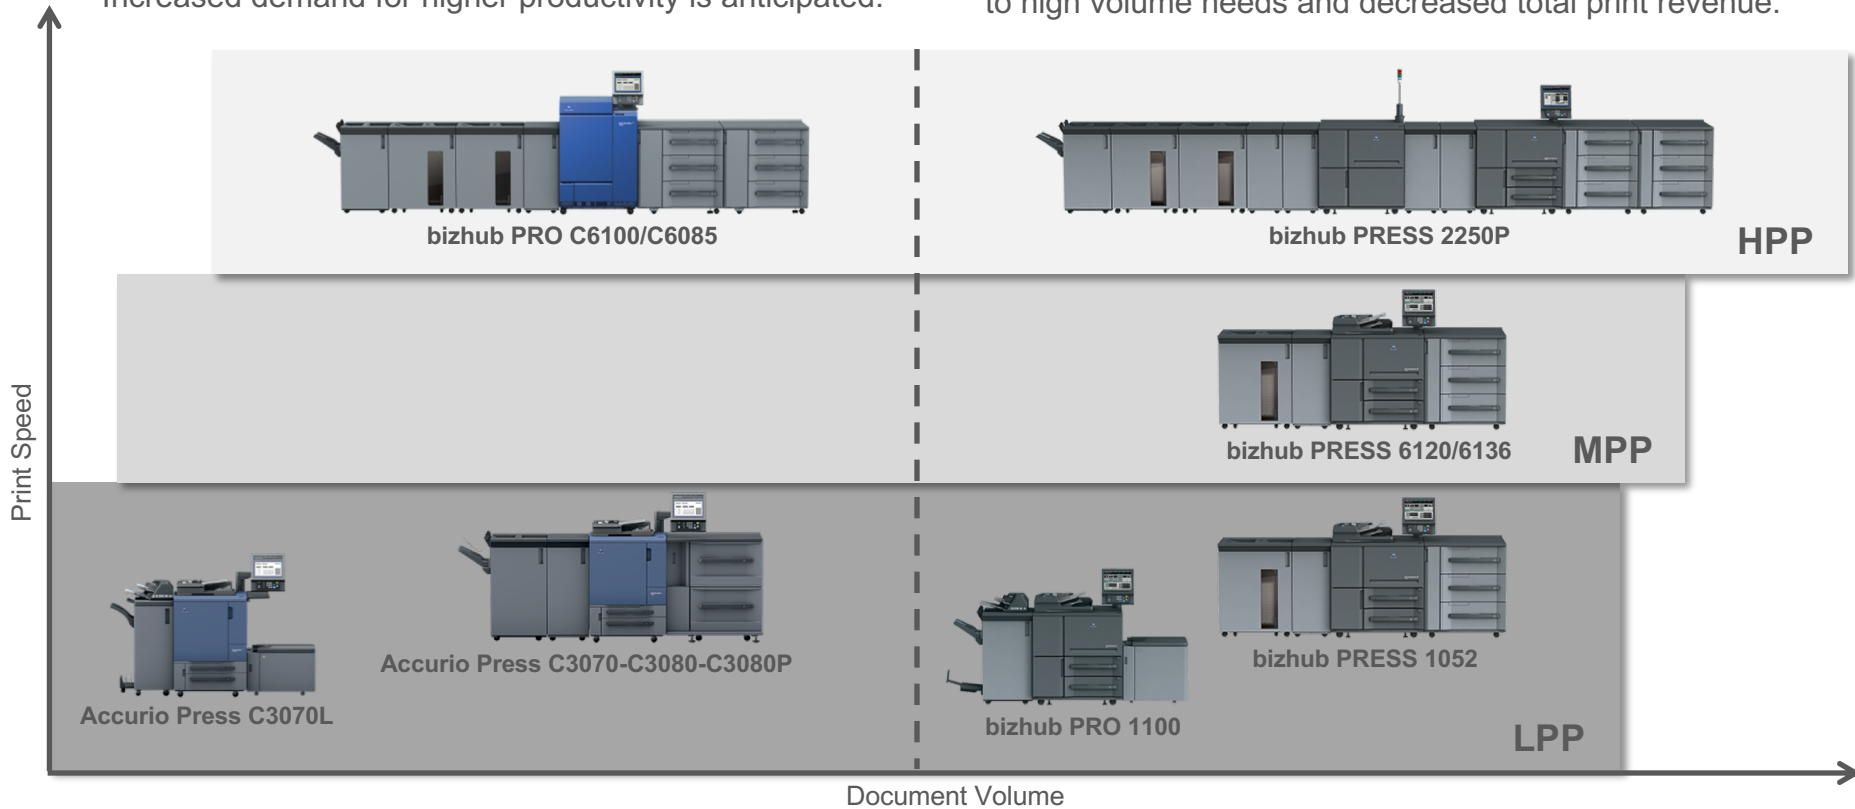 Increased demand for higher productivity is anticipated.
to high volume needs and decreased total print revenue.
bizhub PRO C6100/C6085
bizhub PRESS 2250P
HPP
bizhub PRESS 6120/6136
MPP
Print Speed
Accurio Press C3070L
Accurio Press C3070-C3080-C3080P
bizhub PRO 1100
bizhub PRESS 1052
LPP
Document Volume